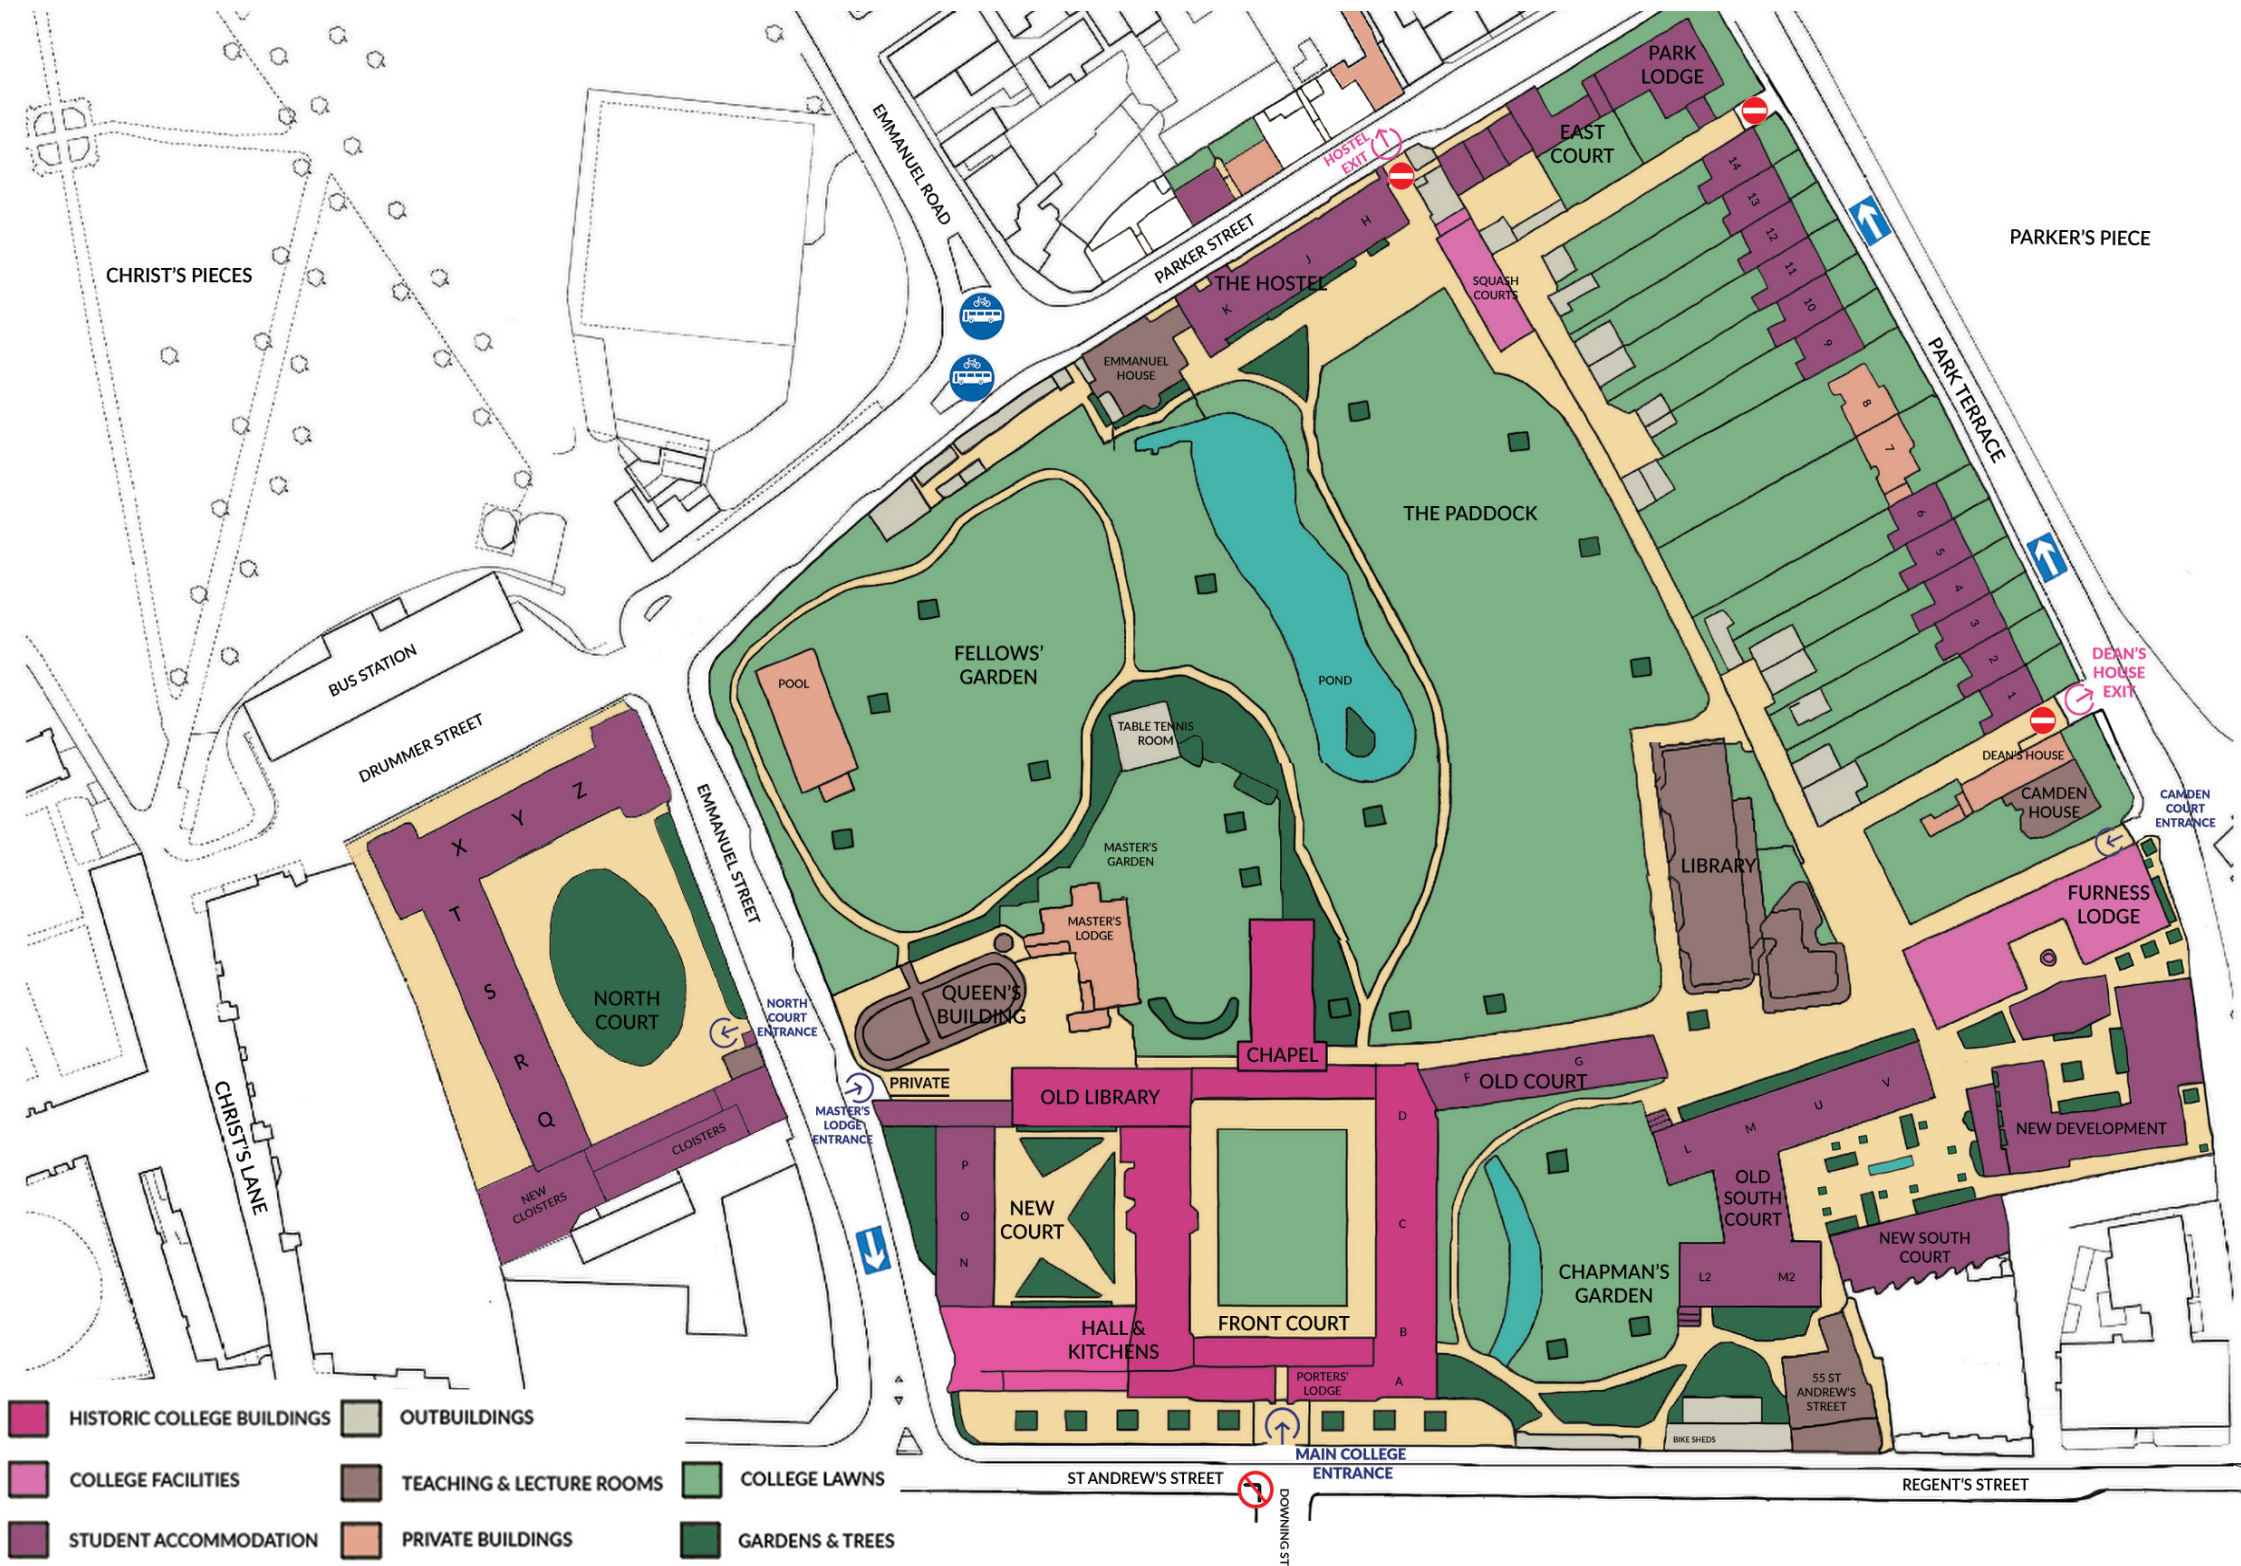 PARK
LODGE
EMMANUEL ROAD
HOSTEL
EXIT
EAST
COURT
14
13
12
11
10
9
8
7
6
5
4
3
2
1
PARKER'S PIECE
CHRIST'S PIECES
PARKER STREET
H
J
K
THE HOSTEL
SQUASH
COURTS
EMMANUEL
HOUSE
PARK TERRACE
THE PADDOCK
FELLOWS'
GARDEN
POOL
POND
TABLE TENNIS
ROOM
BUS STATION
DRUMMER STREET
DEAN'S
HOUSE
EXIT
DEAN'S HOUSE
CAMDEN
HOUSE
CAMDEN
COURT
ENTRANCE
EMMANUEL STREET
Z
Y
X
T
S
R
Q
MASTER'S
GARDEN
LIBRARY
FURNESS
LODGE
MASTER'S
LODGE
NORTH
COURT
NORTH
COURT
ENTRANCE
QUEEN'S
BUILDING
CHAPEL
PRIVATE
OLD LIBRARY
F
G
OLD COURT
MASTER'S
LODGE
ENTRANCE
CLOISTERS
NEW
CLOISTERS
CHRIST'S LANE
P
O
N
NEW
COURT
D
C
B
A
L
M
U
V
NEW DEVELOPMENT
OLD
SOUTH
COURT
NEW SOUTH
COURT
L2
M2
CHAPMAN'S
GARDEN
FRONT COURT
HALL &
KITCHENS
PORTERS'
LODGE
55 ST
ANDREW'S
STREET
BIKE SHEDS
MAIN COLLEGE
ENTRANCE
ST ANDREW'S STREET
REGENT'S STREET
DOWNING ST
HISTORIC COLLEGE BUILDINGS
OUTBUILDINGS
COLLEGE FACILITIES
TEACHING & LECTURE ROOMS
COLLEGE LAWNS
STUDENT ACCOMMODATION
PRIVATE BUILDINGS
GARDENS & TREES